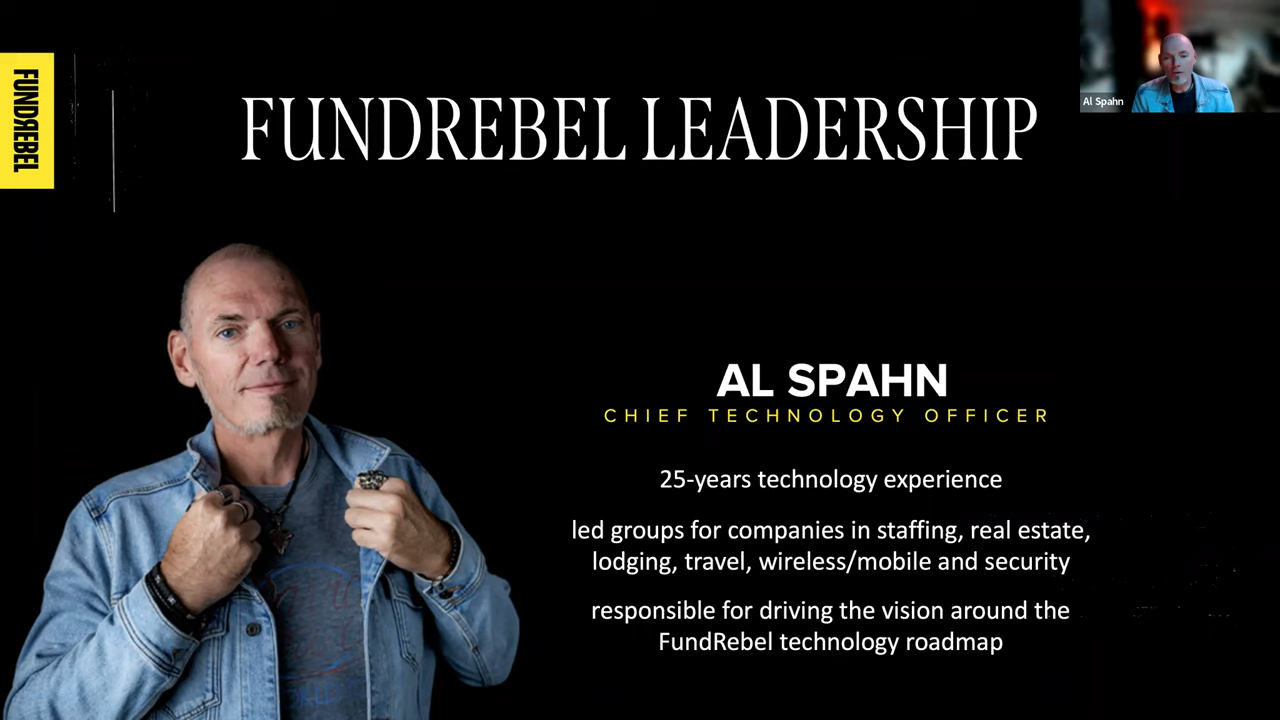 FUNDREBEL
FUNDREBEL LEADERSHIP
Al Spahn
AL SPAHN
CHIEF TECHNOLOGY OFFICER
25-years technology experience
led groups for companies in staffing, real estate,
lodging, travel, wireless/mobile and security
responsible for driving the vision around the
FundRebel technology roadmap